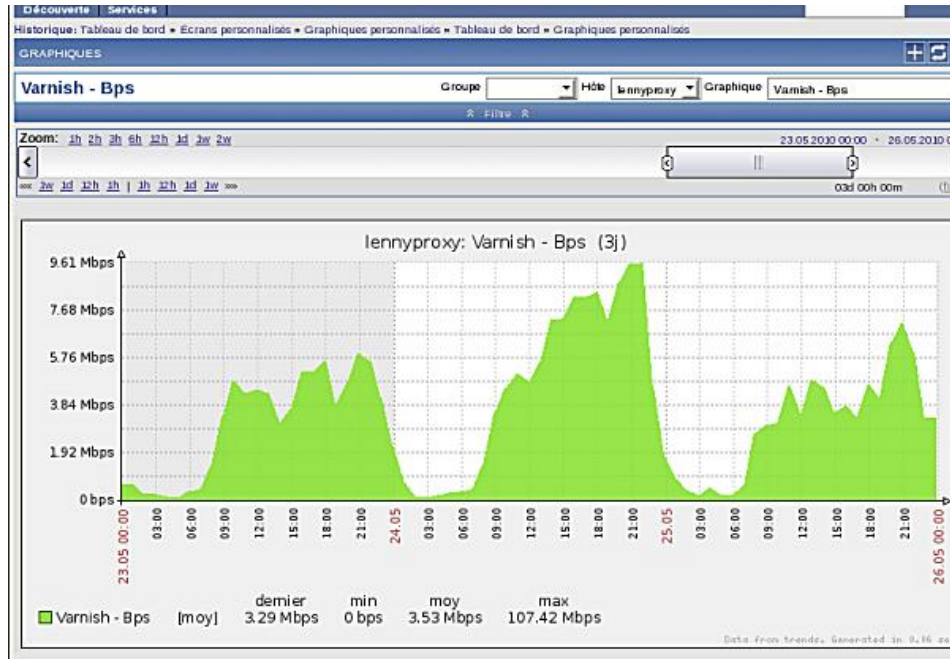 Découverte Services
Historique: Tableau de bord » Ecrans personnalisés » Graphiques personnalisés » Tableau de bord » Graphiques personnalisés
GRAPHIQUES
Varnish - Bps Groupe Hôte lennyproxy Graphique Varnish - Bps
Filtre
Zoom: 1h 2h 3h 6h 12h 1d 1w 2w 23.05.2010 00:00 - 26.05.2010
1w 1d 12h 1h | 1h 12h 1d 1w 03d 00h 00m
lennyproxy: Varnish - Bps (3j)
9.61 Mbps
7.68 Mbps
5.76 Mbps
3.84 Mbps
1.92 Mbps
0 bps
23.05 00:00 03:00 06:00 09:00 12:00 15:00 18:00 21:00 24.05 03:00 06:00 09:00 12:00 15:00 18:00 21:00 25.05 03:00 06:00 09:00 12:00 15:00 18:00 21:00 26.05 00:00
dernier min moy max
Varnish - Bps [moy] 3.29 Mbps 0 bps 3.53 Mbps 107.42 Mbps
Data from trends. Generated in 0.06 se